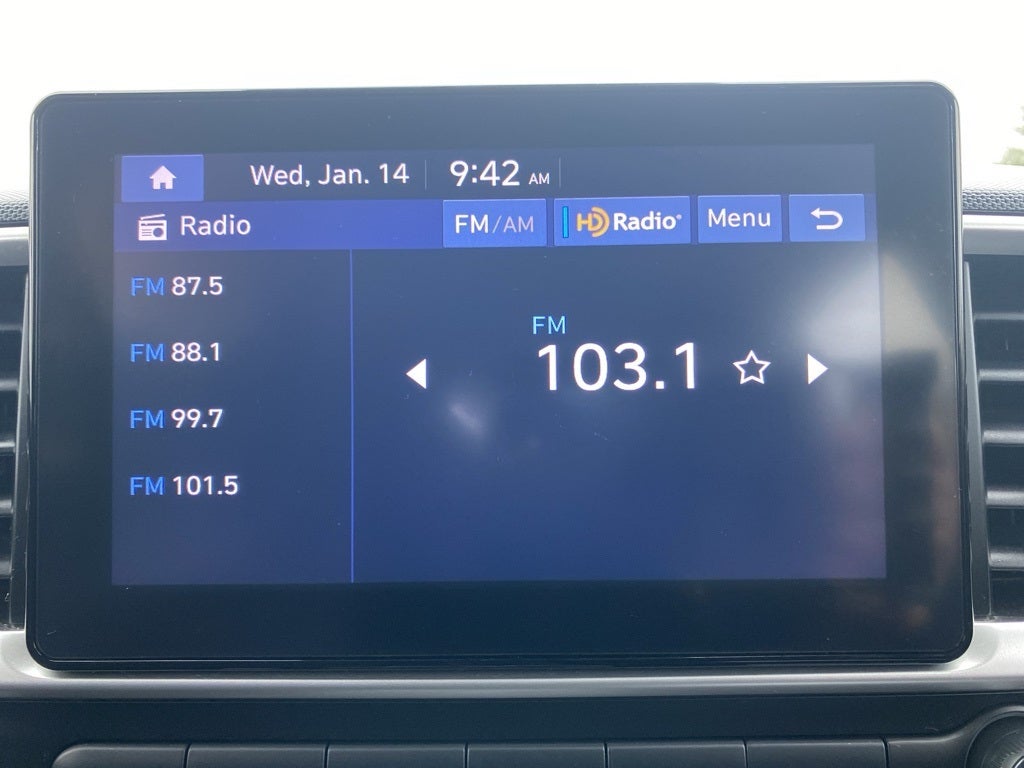 Wed, Jan. 14 9:42 AM
Radio FM/AM HD Radio® Menu
FM 87.5
FM 88.1
FM 99.7
FM 101.5
FM
103.1